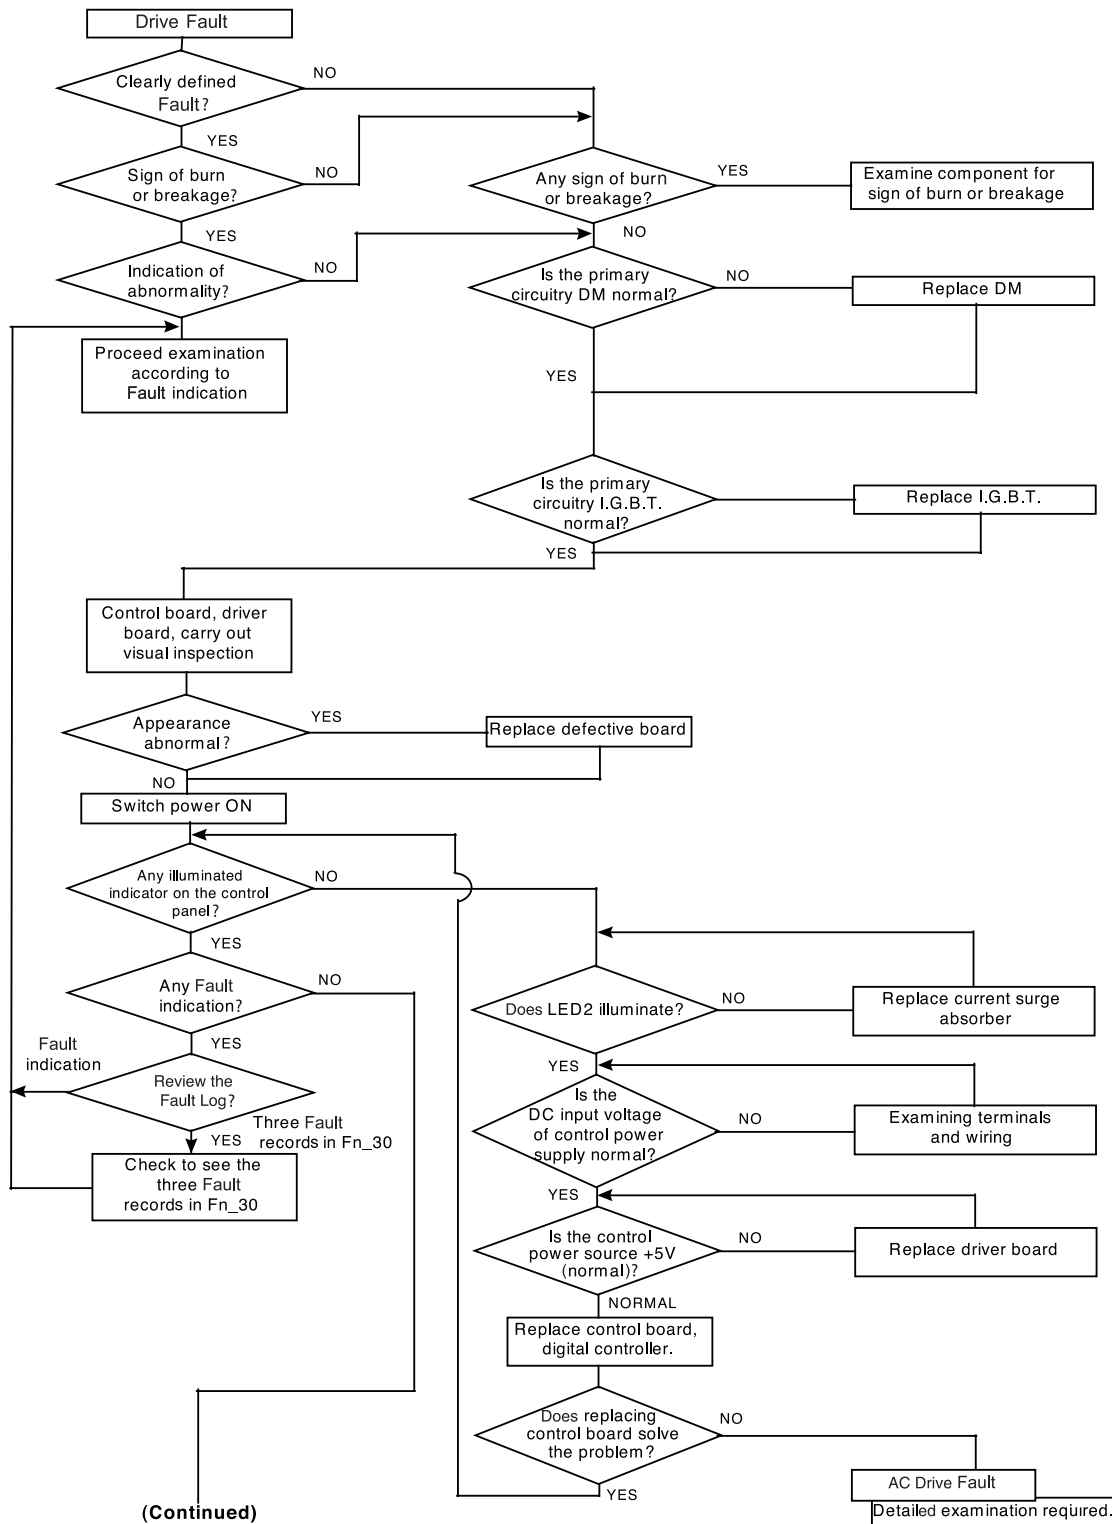 Drive Fault
Clearly defined
Fault?
NO
YES
Sign of burn
or breakage?
NO
YES
Indication of
abnormality?
NO
Proceed examination
according to
Fault indication
Any sign of burn
or breakage?
YES
Examine component for
sign of burn or breakage
NO
Is the primary
circuitry DM normal?
NO
Replace DM
YES
Is the primary
circuitry I.G.B.T.
normal?
Replace I.G.B.T.
YES
Control board, driver
board, carry out
visual inspection
Appearance
abnormal?
YES
Replace defective board
NO
Switch power ON
Any illuminated
indicator on the control
panel?
NO
YES
Any Fault
indication?
NO
YES
Fault
indication
Review the
Fault Log?
Three Fault
records in Fn_30
YES
Check to see the
three Fault
records in Fn_30
Does LED2 illuminate?
NO
Replace current surge
absorber
YES
Is the
DC input voltage
of control power
supply normal?
NO
Examining terminals
and wiring
YES
Is the control
power source +5V
(normal)?
NO
Replace driver board
NORMAL
Replace control board,
digital controller.
Does replacing
control board solve
the problem?
NO
YES
AC Drive Fault
Detailed examination required.
(Continued)